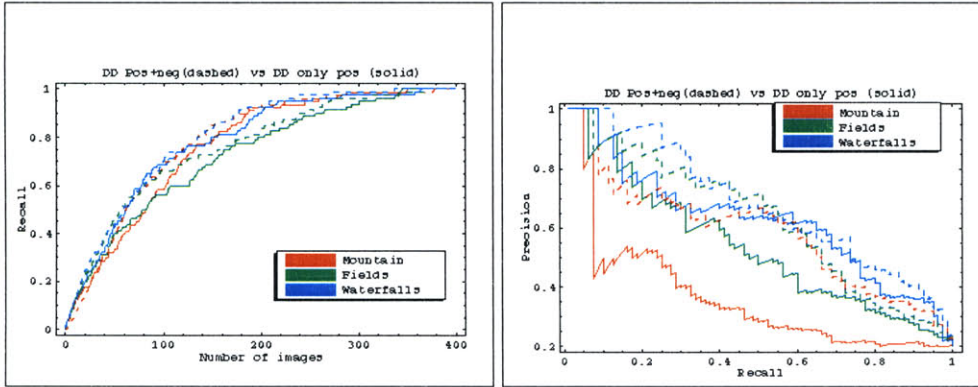 DD Pos+neg(dashed) vs DD only pos (solid)
1
0.8
0.6
0.4
0.2
0
Recall
Mountain
Fields
Waterfalls
0 100 200 300 400
Number of images
DD Pos+neg(dashed) vs DD only pos (solid)
1
0.8
0.6
0.4
0.2
Precision
Mountain
Fields
Waterfalls
0 0.2 0.4 0.6 0.8 1
Recall